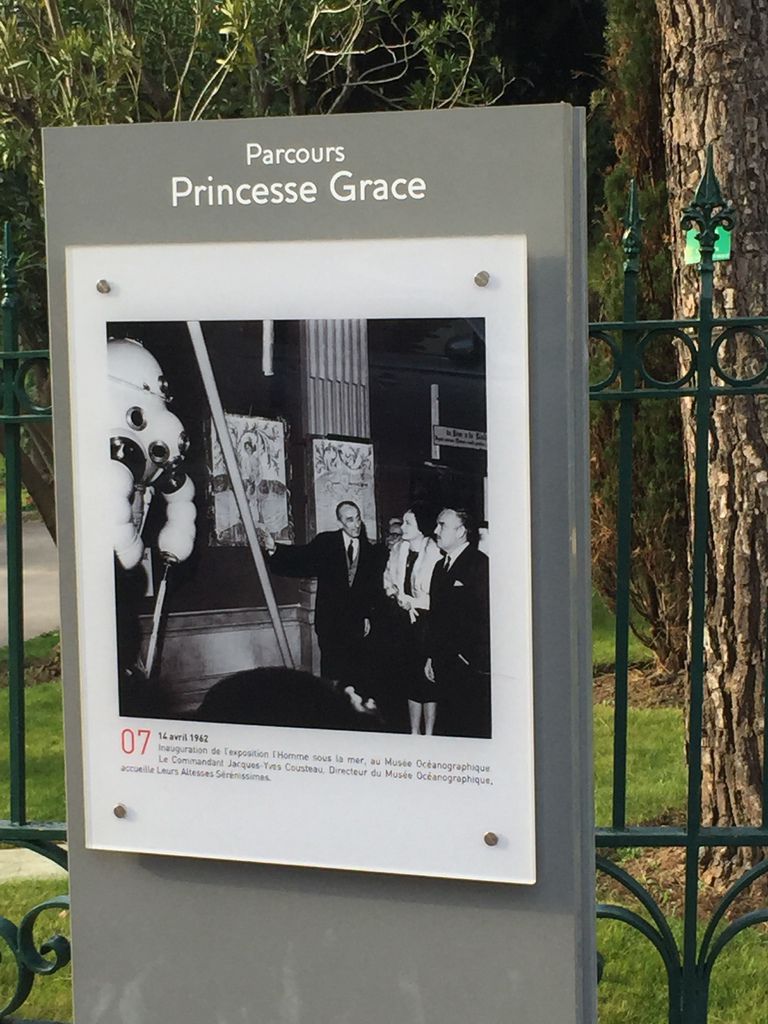 Parcours
Princesse Grace
07
14 avril 1962
Inauguration de l'exposition l'Homme sous la mer, au Musée Océanographique.
Le Commandant Jacques-Yves Cousteau, Directeur du Musée Océanographique,
accueille Leurs Altesses Sérénissimes.